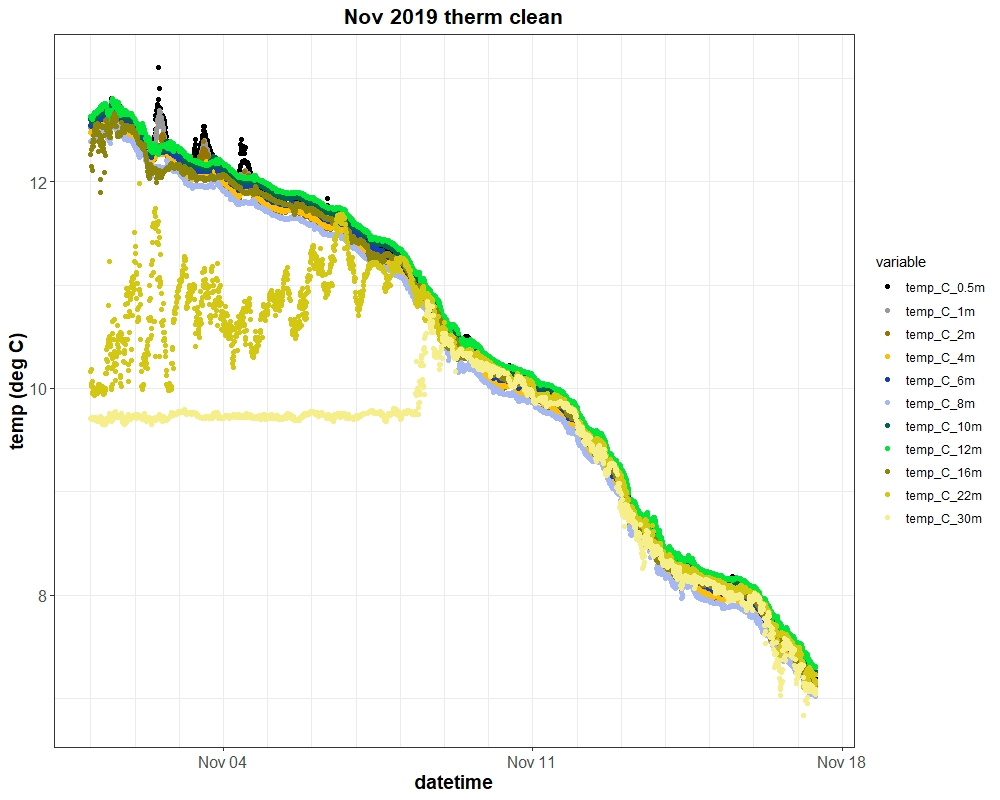 Nov 2019 therm clean
temp (deg C)
12
10
8
Nov 04
Nov 11
Nov 18
datetime
variable
temp_C_0.5m
temp_C_1m
temp_C_2m
temp_C_4m
temp_C_6m
temp_C_8m
temp_C_10m
temp_C_12m
temp_C_16m
temp_C_22m
temp_C_30m